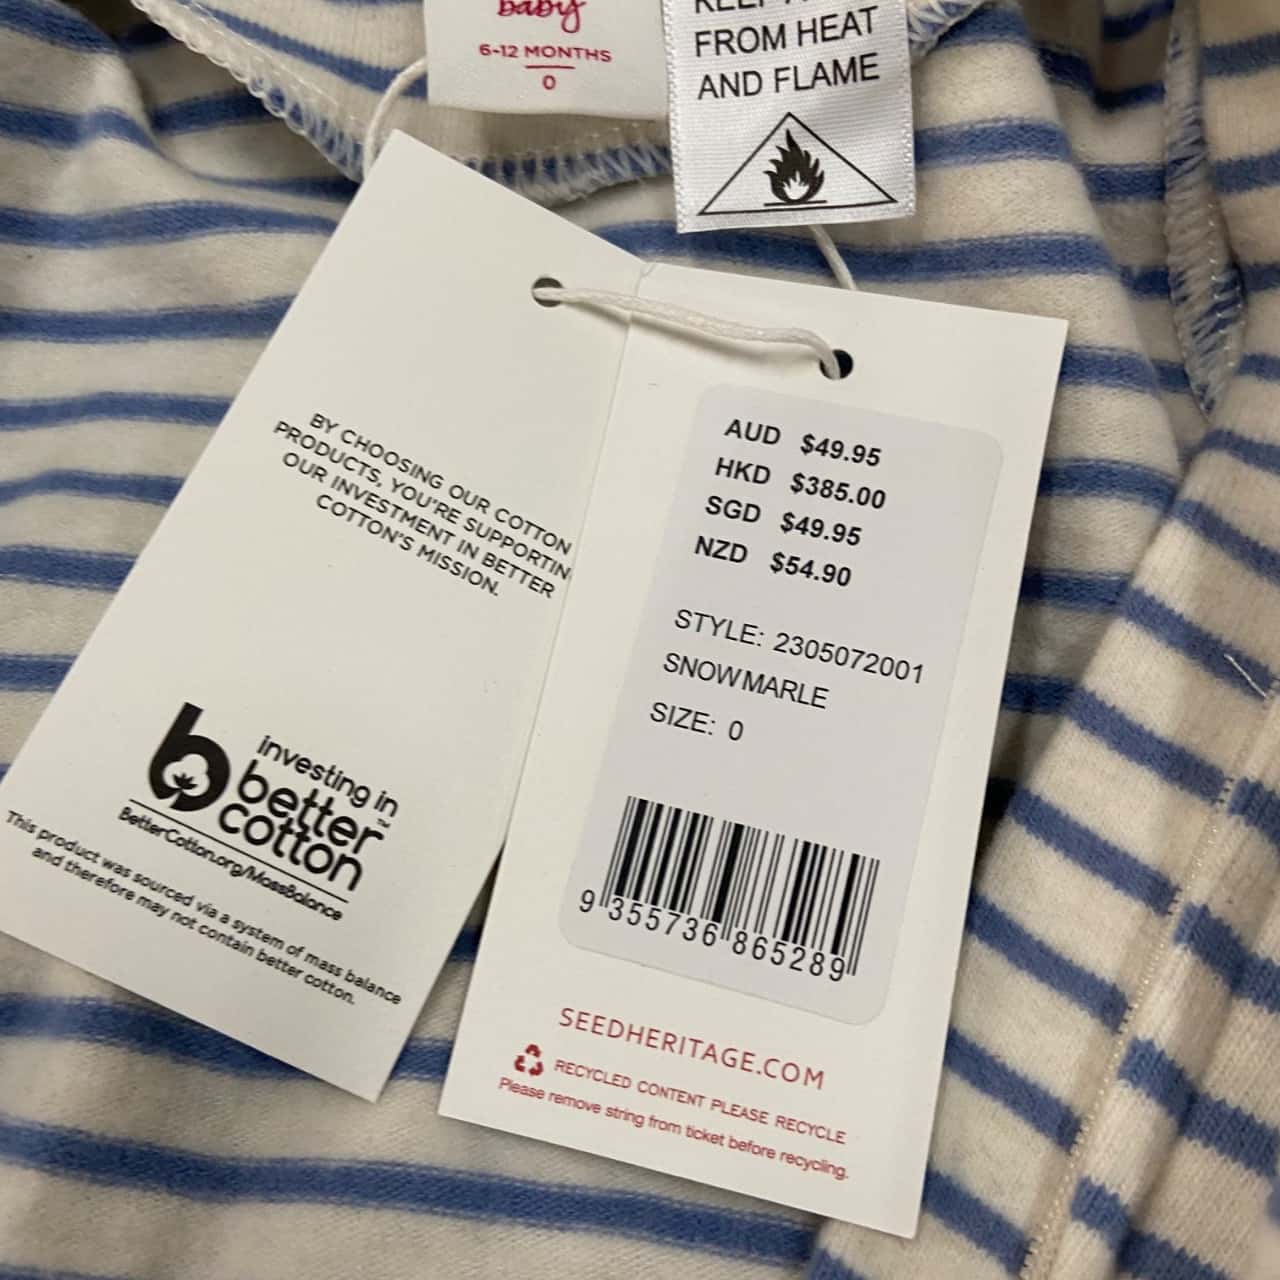 baby
6-12 MONTHS
0
KEEP
FROM HEAT
AND FLAME
BY CHOOSING OUR COTTON
PRODUCTS, YOU'RE SUPPORTIN
OUR INVESTMENT IN BETTER
COTTON'S MISSION.
investing in
better™
cotton
BetterCotton.org/MassBalance
This product was sourced via a system of mass balance
and therefore may not contain better cotton.
AUD $49.95
HKD $385.00
SGD $49.95
NZD $54.90
STYLE: 2305072001
SNOWMARLE
SIZE: 0
9 355736 865289
SEEDHERITAGE.COM
RECYCLED CONTENT PLEASE RECYCLE
Please remove string from ticket before recycling.